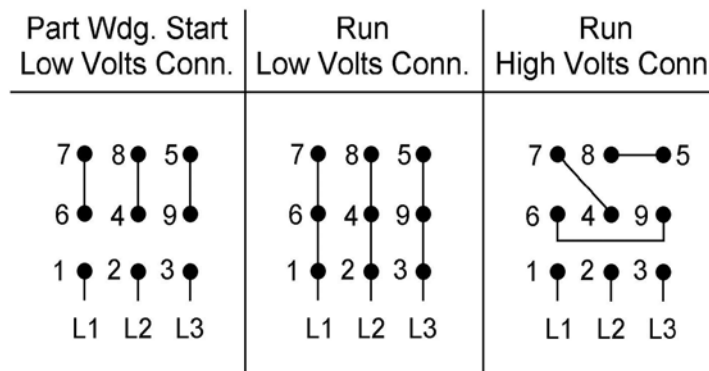 Part Wdg. Start
Low Volts Conn.
Run
Low Volts Conn.
Run
High Volts Conn
7 8 5
6 4 9
1 2 3
L1 L2 L3
7 8 5
6 4 9
1 2 3
L1 L2 L3
7 8 5
6 4 9
1 2 3
L1 L2 L3